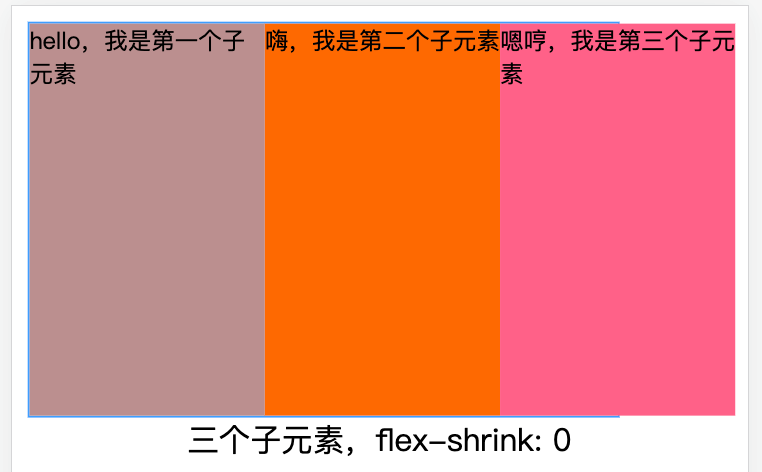 hello，我是第一个子
元素
嗨，我是第二个子元素
嗯哼，我是第三个子元
素
三个子元素，flex-shrink: 0